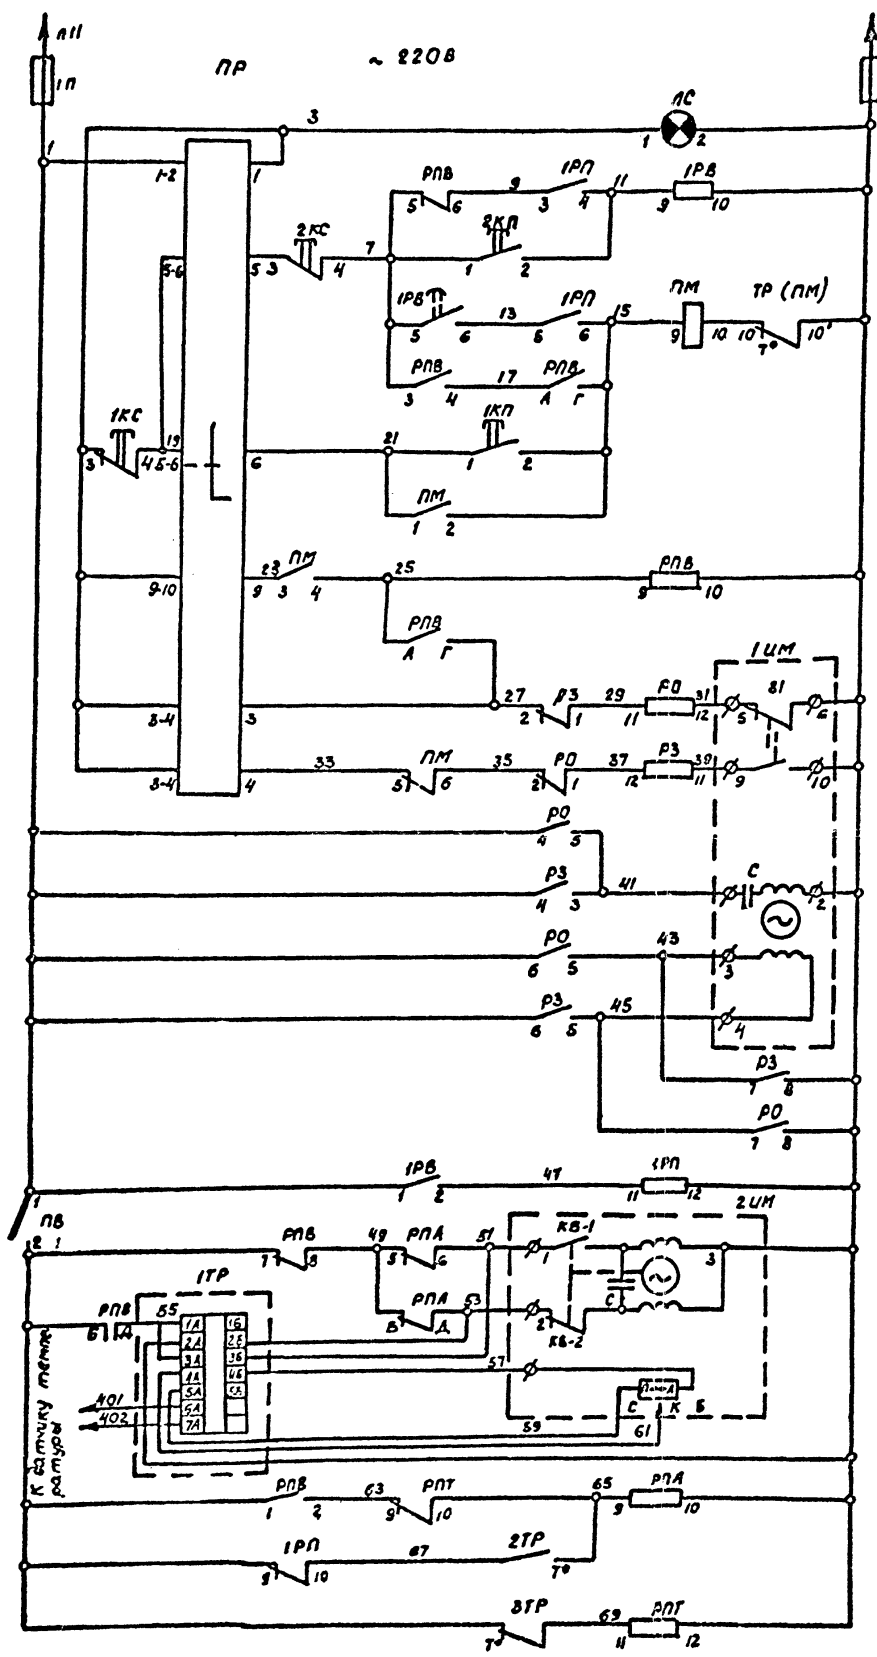 ЛП
1П
ПР
~ 220В
3
ЛС
1 2
1
1-2 1
РПВ 9 1РП 11 1РВ
5 6 3 4 9 10
2КС 7 2КП
5-6 5 3 4 1 2
1РВ 13 1РП 15 ПМ ТР (ПМ)
5 6 5 6 9 10 10 Т° 10'
РПВ 17 РПВ
3 4 А Г
1КС 19 21 1КП
3 4 5-6 6 1 2
ПМ
1 2
23 ПМ 25 РПВ
9-10 9 3 4 9 10
РПВ
А Г
1 ИМ
27 РЗ 29 РО 31 В1
3-4 3 2 1 11 12 5 6
33 ПМ 35 РО 37 РЗ 39
3-4 4 5 6 2 1 12 11 9 10
РО
4 5
РЗ 41 С
4 3 2
РО 43
6 5 3
РЗ 45
6 5 4
РЗ
7 8
РО
7 8
1РВ 47 1РП
1 1 2 11 12
ПВ 2 ИМ
2 1 РПВ 49 РПА 51 КВ-1
7 8 5 6 1 3
1ТР РПА 53 С
В Д 2 КВ-2
РПВ 55
Б Д
1А 1Б
2А 2Б
3А 3Б
4А 4Б 57
5А 5Б
6А
7А
401
402
С К Б
59 61
К датчику темпе
ратуры
РПВ 63 РПТ 65 РПА
1 2 9 10 9 10
1РП 67 2ТР
9 10 Т°
3ТР 69 РПТ
Т° 11 12